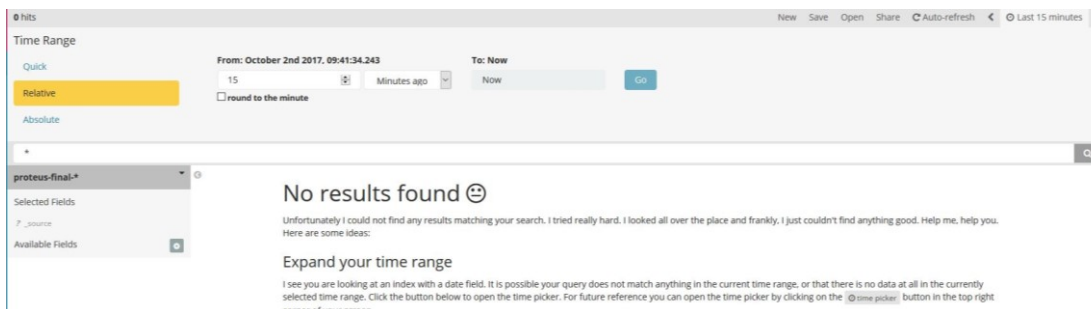 0 hits New Save Open Share Auto-refresh Last 15 minutes
Time Range
Quick
Relative
Absolute
From: October 2nd 2017, 09:41:34.243 To: Now
15 Minutes ago Now Go
round to the minute
*
proteus-final-*
Selected Fields
? _source
Available Fields
No results found
Unfortunately I could not find any results matching your search. I tried really hard. I looked all over the place and frankly, I just couldn't find anything good. Help me, help you.
Here are some ideas:
Expand your time range
I see you are looking at an index with a date field. It is possible your query does not match anything in the current time range, or that there is no data at all in the currently
selected time range. Click the button below to open the time picker. For future reference you can open the time picker by clicking on the time picker button in the top right